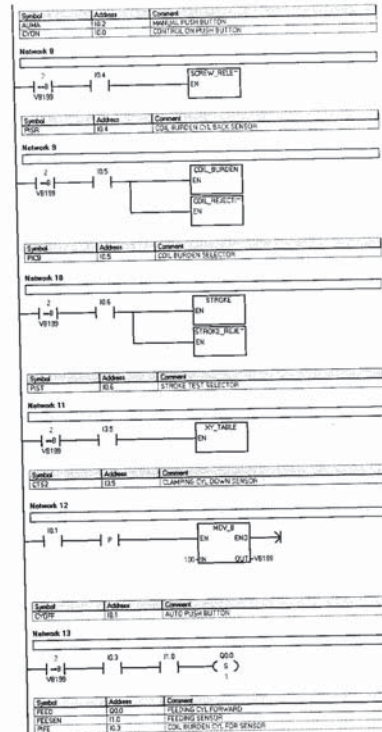 Symbol Address Comment
AUMA I0.2 MANUAL PUSH BUTTON
CYON I0.0 CONTROL ON PUSH BUTTON
Network 8
2 I0.4 SCREW_RELE~
==B EN
VB199
Symbol Address Comment
PISR I0.4 COIL BURDEN CYL BACK SENSOR
Network 9
2 I0.5 COIL_BURDEN
==B EN
VB199
COIL_REJECTI~
EN
Symbol Address Comment
PICB I0.5 COIL BURDEN SELECTOR
Network 10
2 I0.6 STROKE
==B EN
VB199
STROKE_REJE~
EN
Symbol Address Comment
PIST I0.6 STROKE TEST SELECTOR
Network 11
2 I3.5 XY_TABLE
==B EN
VB199
Symbol Address Comment
I3.5 CLAMPING CYL DOWN SENSOR
Network 12
I0.1 MOV_B
P EN ENO
100 IN OUT VB199
Symbol Address Comment
CYOFF I0.1 AUTO PUSH BUTTON
Network 13
2 I0.3 I1.0 Q0.0
==B S
VB199 1
Symbol Address Comment
FEED Q0.0 FEEDING CYL FORWARD
FEESEN I1.0 FEEDING SENSOR
PIFE I0.3 COIL BURDEN CYL FOR SENSOR